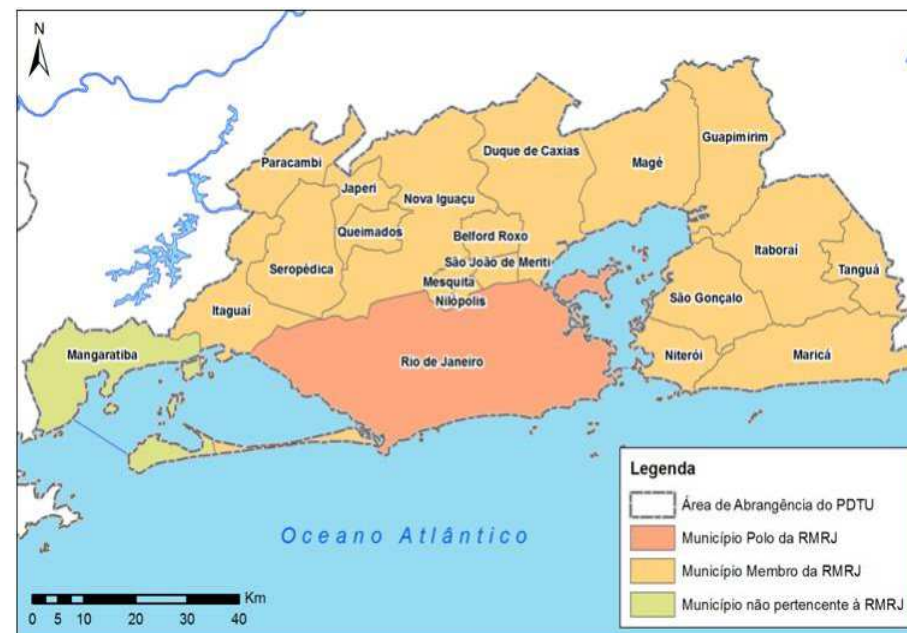 N
Guapimirim
Duque de Caxias
Magé
Paracambi
Japeri
Nova Iguaçu
Queimados
Belford Roxo
Itaboraí
São João de Meriti
Seropédica
Tanguá
Mesquita
São Gonçalo
Nilópolis
Itaguaí
Mangaratiba
Rio de Janeiro
Niterói
Maricá
Oceano Atlântico
Km
0 5 10 20 30 40
Legenda
Área de Abrangência do PDTU
Município Polo da RMRJ
Município Membro da RMRJ
Município não pertencente à RMRJ